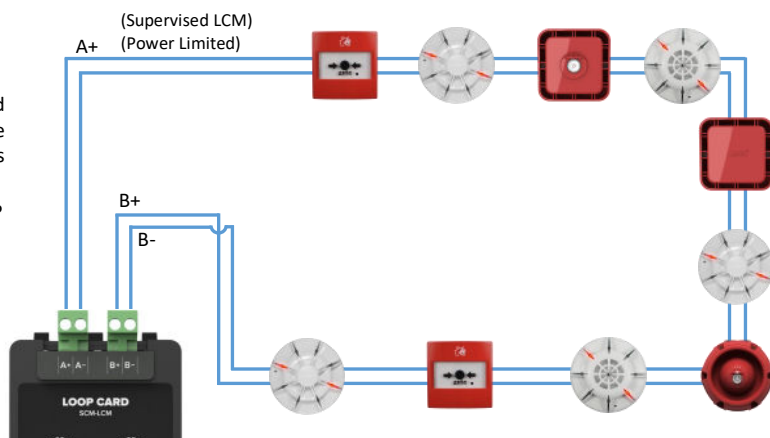 (Supervised LCM)
(Power Limited)
A+
d
e
s
B+
B-
A+ A- B+ B-
LOOP CARD
SCM-LCM